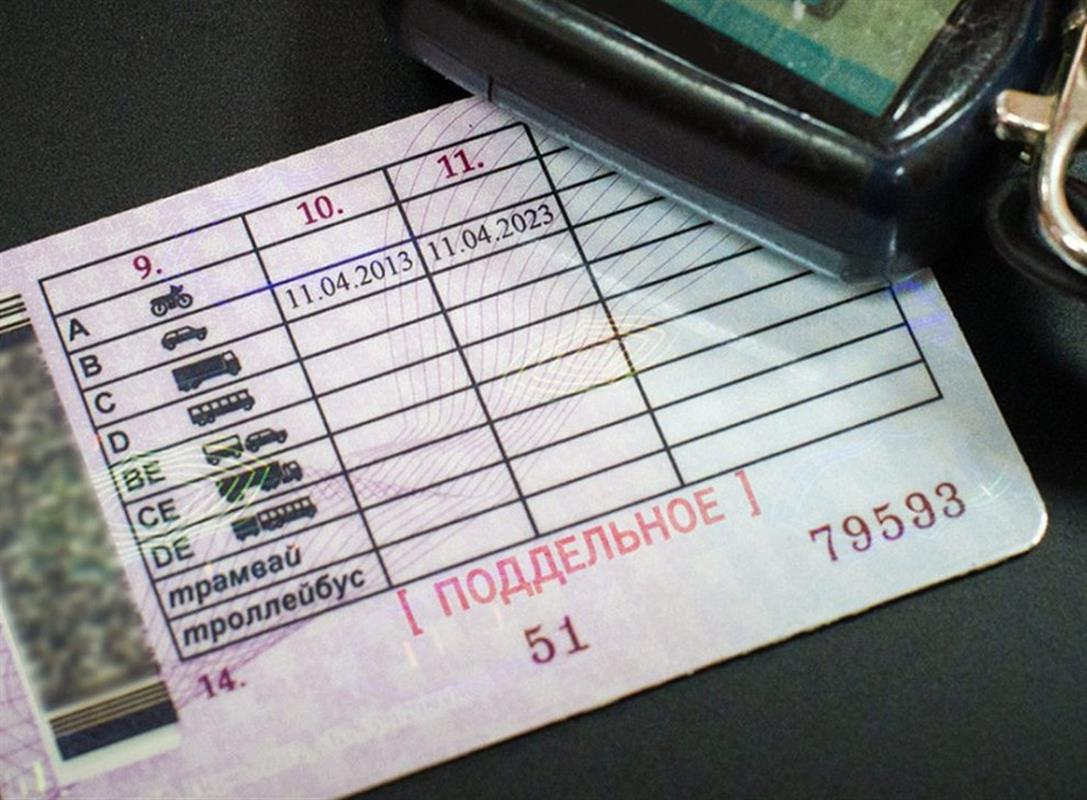 9. 10. 11.
A
B 11.04.2013 11.04.2023
C
D
BE
CE
DE
трамвай
троллейбус
[ ПОДДЕЛЬНОЕ ]
14. 51 79593